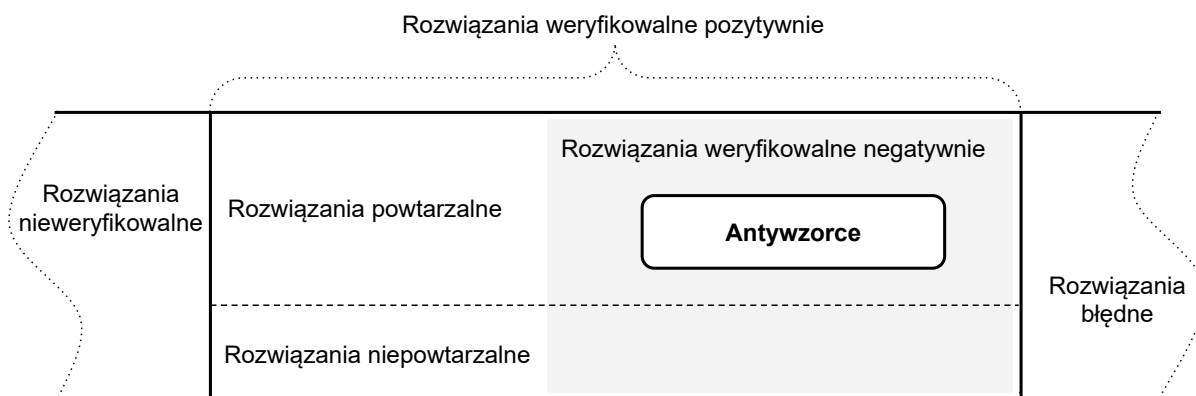 Rozwiązania weryfikowalne pozytywnie
Rozwiązania weryfikowalne negatywnie
Rozwiązania
nieweryfikowalne
Rozwiązania powtarzalne
Antywzorce
Rozwiązania
błędne
Rozwiązania niepowtarzalne